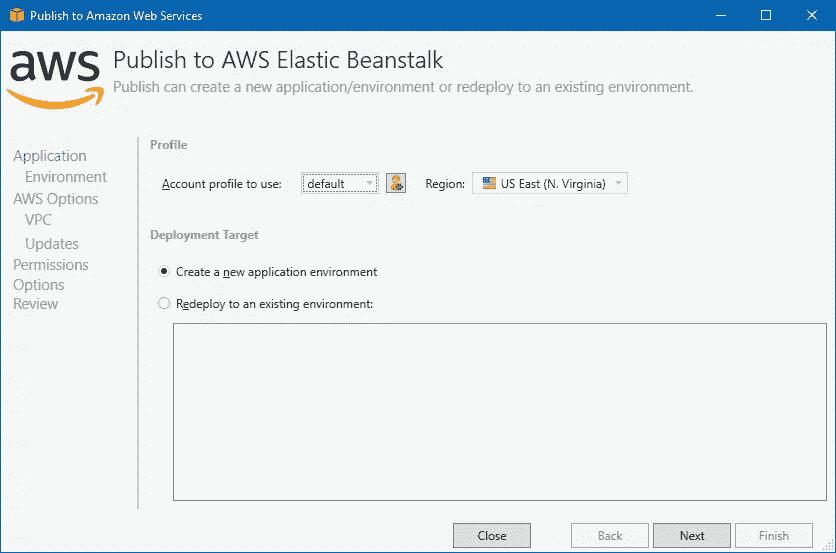 Publish to Amazon Web Services
aws
Publish to AWS Elastic Beanstalk
Publish can create a new application/environment or redeploy to an existing environment.
Application
Environment
AWS Options
VPC
Updates
Permissions
Options
Review
Profile
Account profile to use: default Region: US East (N. Virginia)
Deployment Target
Create a new application environment
Redeploy to an existing environment:
Close Back Next Finish